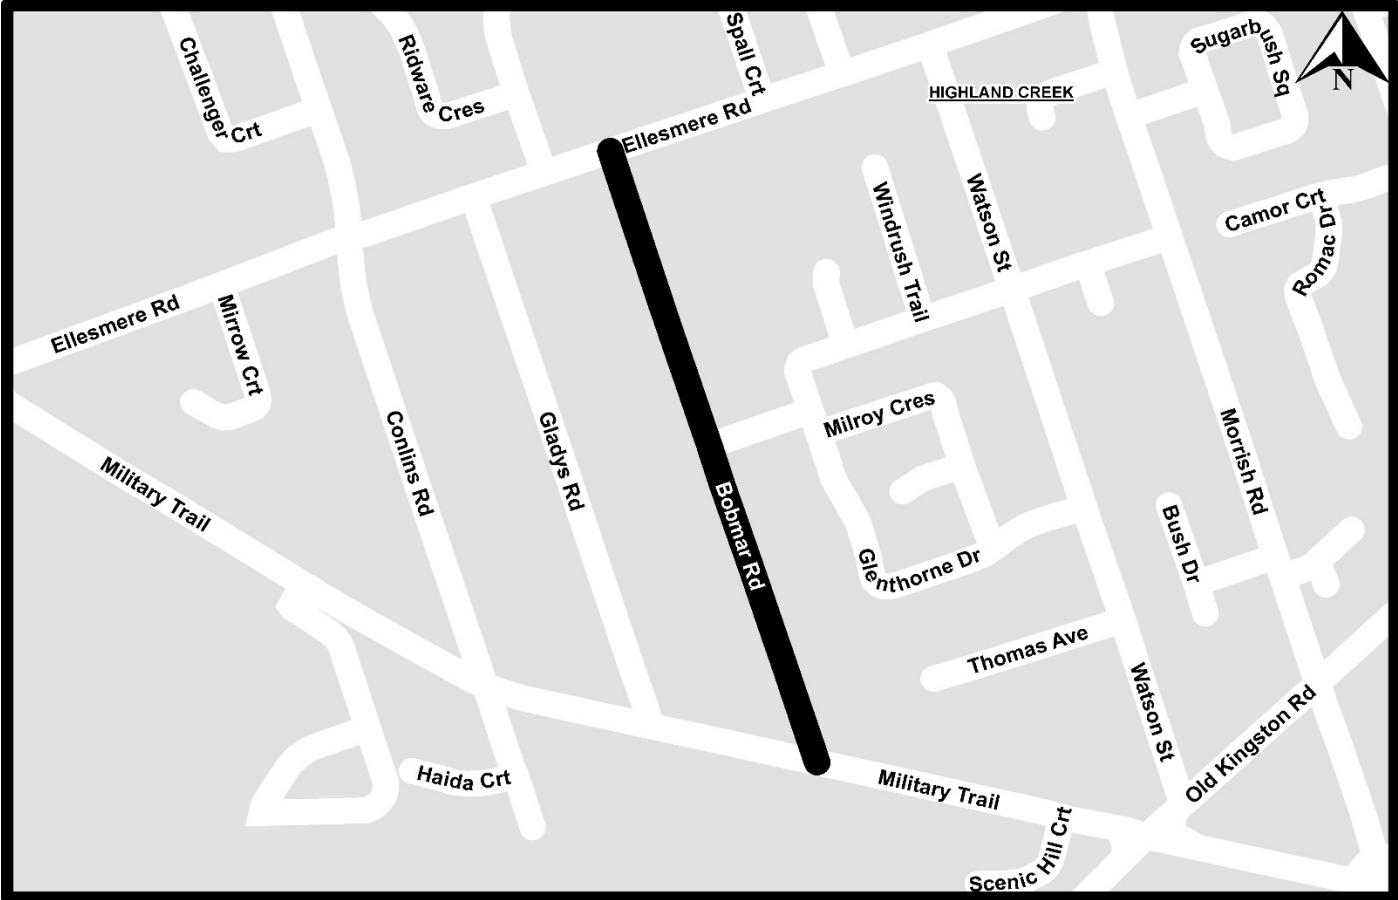 Challenger
Crt
Ridware
Cres
Spall Crt
Sugarbush Sq
N
HIGHLAND CREEK
Ellesmere Rd
Windrush Trail
Watson St
Camor Crt
Romac Dr
Ellesmere Rd
Mirrow Crt
Conlins Rd
Gladys Rd
Milroy Cres
Morrish Rd
Military Trail
Bobmar Rd
Bush Dr
Glenthorne Dr
Thomas Ave
Watson St
Old Kingston Rd
Haida Crt
Military Trail
Scenic Hill Crt